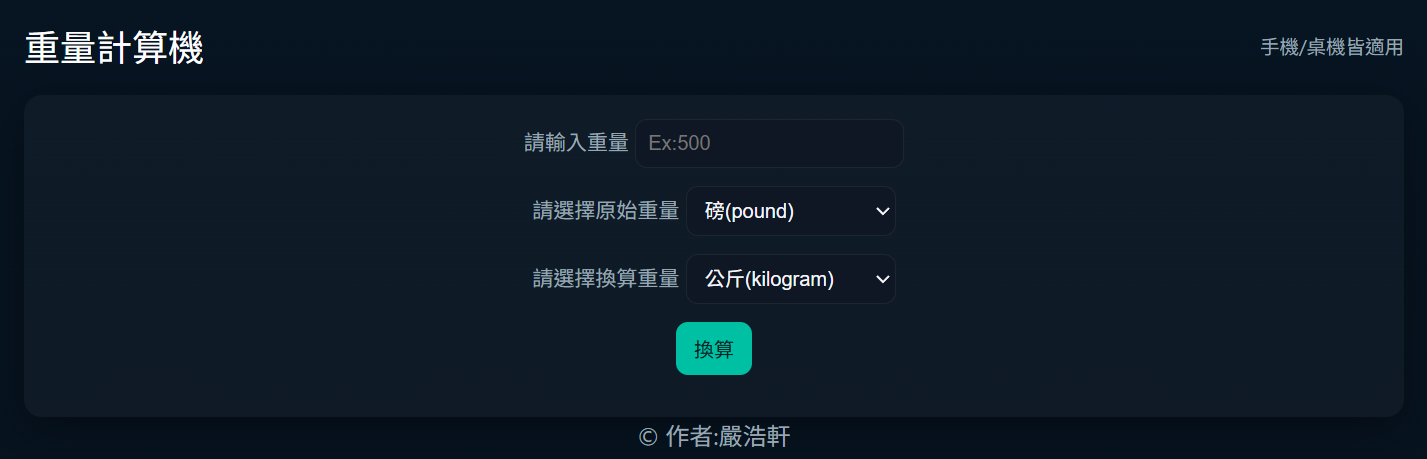 重量計算機
手機/桌機皆適用
請輸入重量 Ex:500
請選擇原始重量 磅(pound)
請選擇換算重量 公斤(kilogram)
換算
© 作者:嚴浩軒